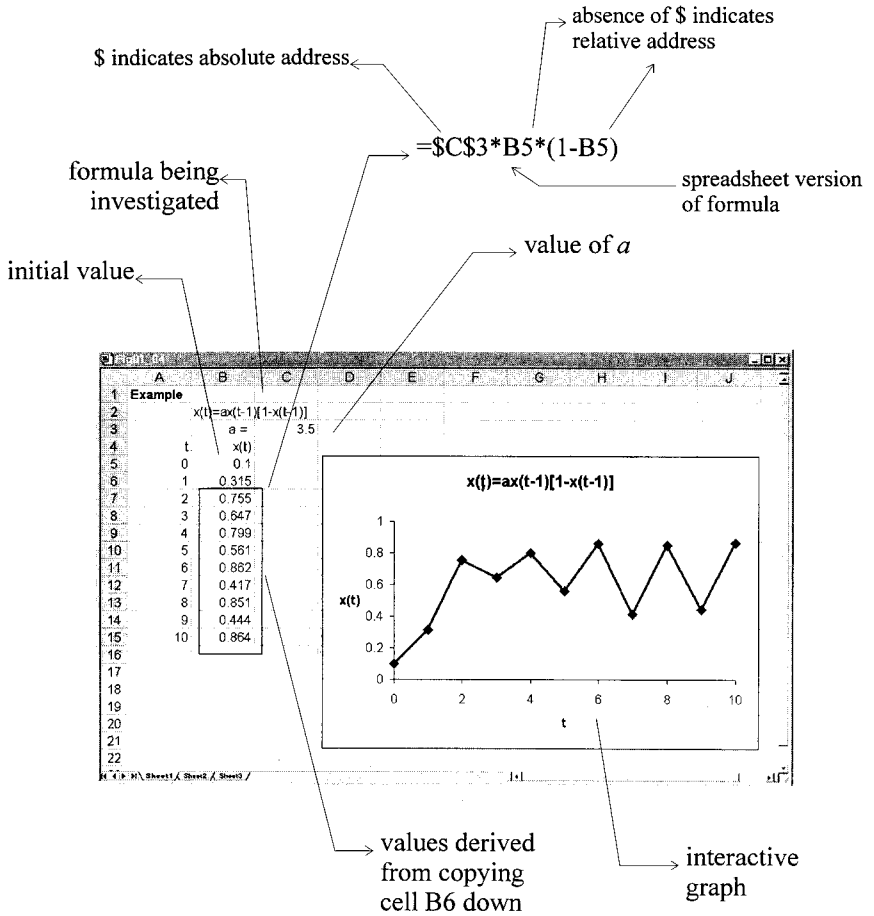 absence of $ indicates
relative address
$ indicates absolute address
=$C$3*B5*(1-B5)
formula being
investigated
spreadsheet version
of formula
value of a
initial value
A B C D E F G H I J
1 Example
2 x(t)=ax(t-1)[1-x(t-1)]
3 a = 3.5
4 t x(t)
5 0 0.1
6 1 0.315
7 2 0.755
8 3 0.647
9 4 0.799
10 5 0.561
11 6 0.862
12 7 0.417
13 8 0.851
14 9 0.444
15 10 0.864
16
17
18
19
20
21
22
x(t)=ax(t-1)[1-x(t-1)]
1
0.8
0.6
x(t)
0.4
0.2
0
0 2 4 6 8 10
t
Sheet1 / Sheet2 / Sheet3 /
values derived
from copying
cell B6 down
interactive
graph